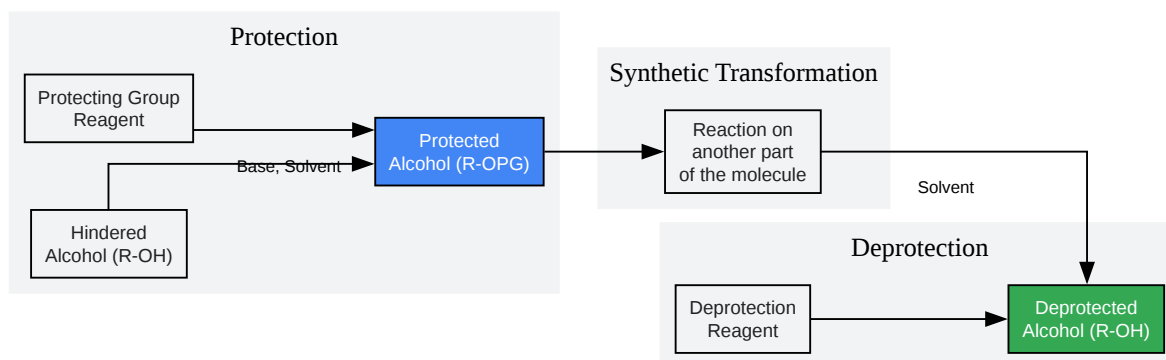 Protection
Protecting Group
Reagent
Protected
Alcohol (R-OPG)
Base, Solvent
Hindered
Alcohol (R-OH)
Synthetic Transformation
Reaction on
another part
of the molecule
Solvent
Deprotection
Deprotection
Reagent
Deprotected
Alcohol (R-OH)